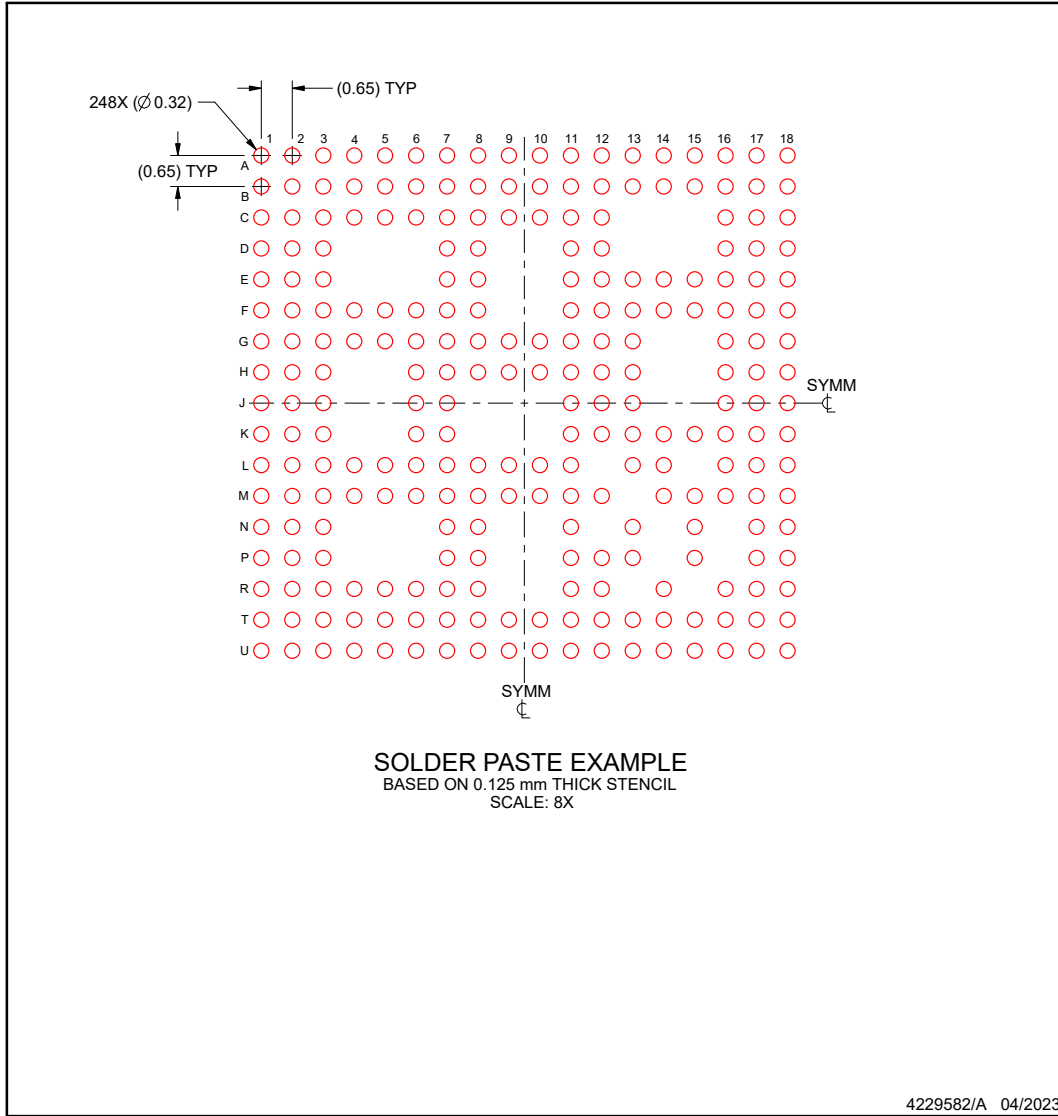 (0.65) TYP
248X (∅ 0.32)
1 2 3 4 5 6 7 8 9 10 11 12 13 14 15 16 17 18
A
(0.65) TYP
B
C
D
E
F
G
H
SYMM
J
℄
K
L
M
N
P
R
T
U
SYMM
℄
SOLDER PASTE EXAMPLE
BASED ON 0.125 mm THICK STENCIL
SCALE: 8X
4229582/A 04/2023